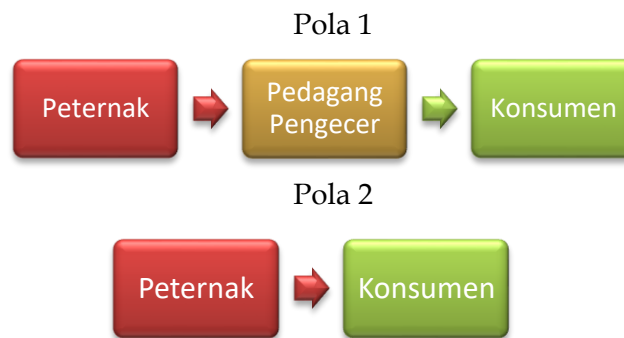 Pola 1
Peternak
Pedagang
Pengecer
Konsumen
Pola 2
Peternak
Konsumen